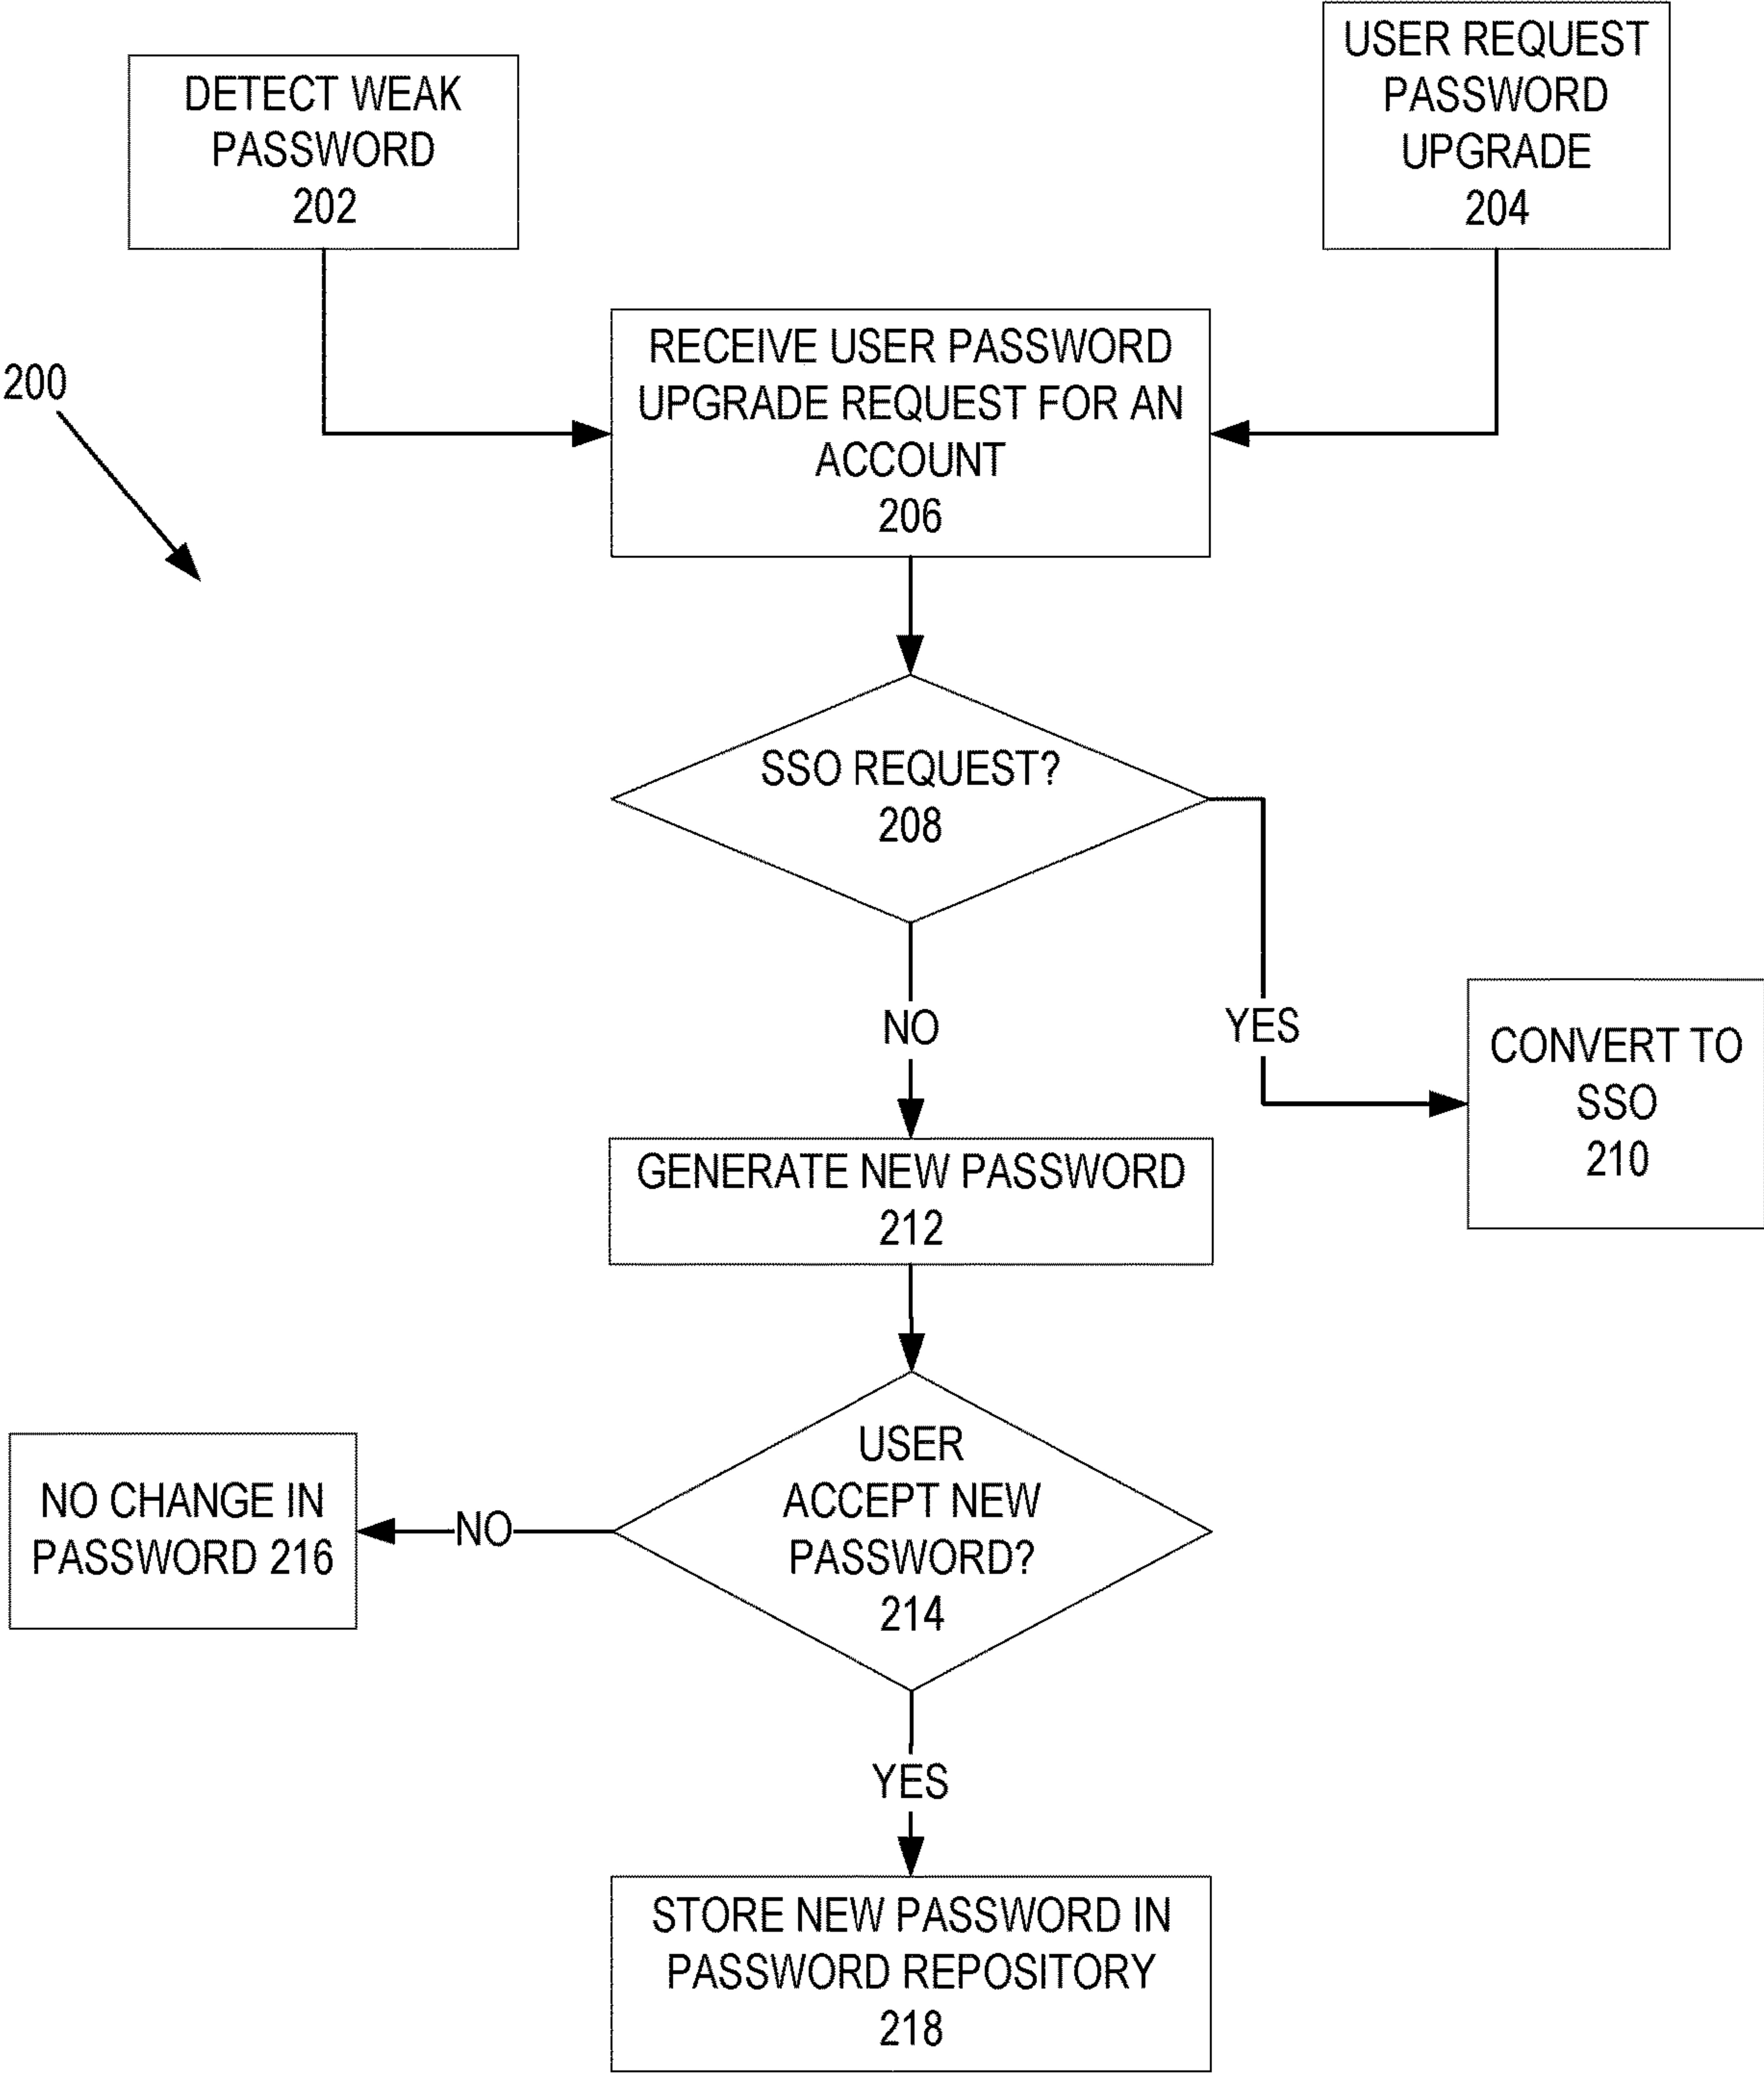 DETECT WEAK
PASSWORD
202
USER REQUEST
PASSWORD
UPGRADE
204
200
RECEIVE USER PASSWORD
UPGRADE REQUEST FOR AN
ACCOUNT
206
SSO REQUEST?
208
NO
YES
CONVERT TO
SSO
210
GENERATE NEW PASSWORD
212
USER
ACCEPT NEW
PASSWORD?
214
NO
NO CHANGE IN
PASSWORD 216
YES
STORE NEW PASSWORD IN
PASSWORD REPOSITORY
218